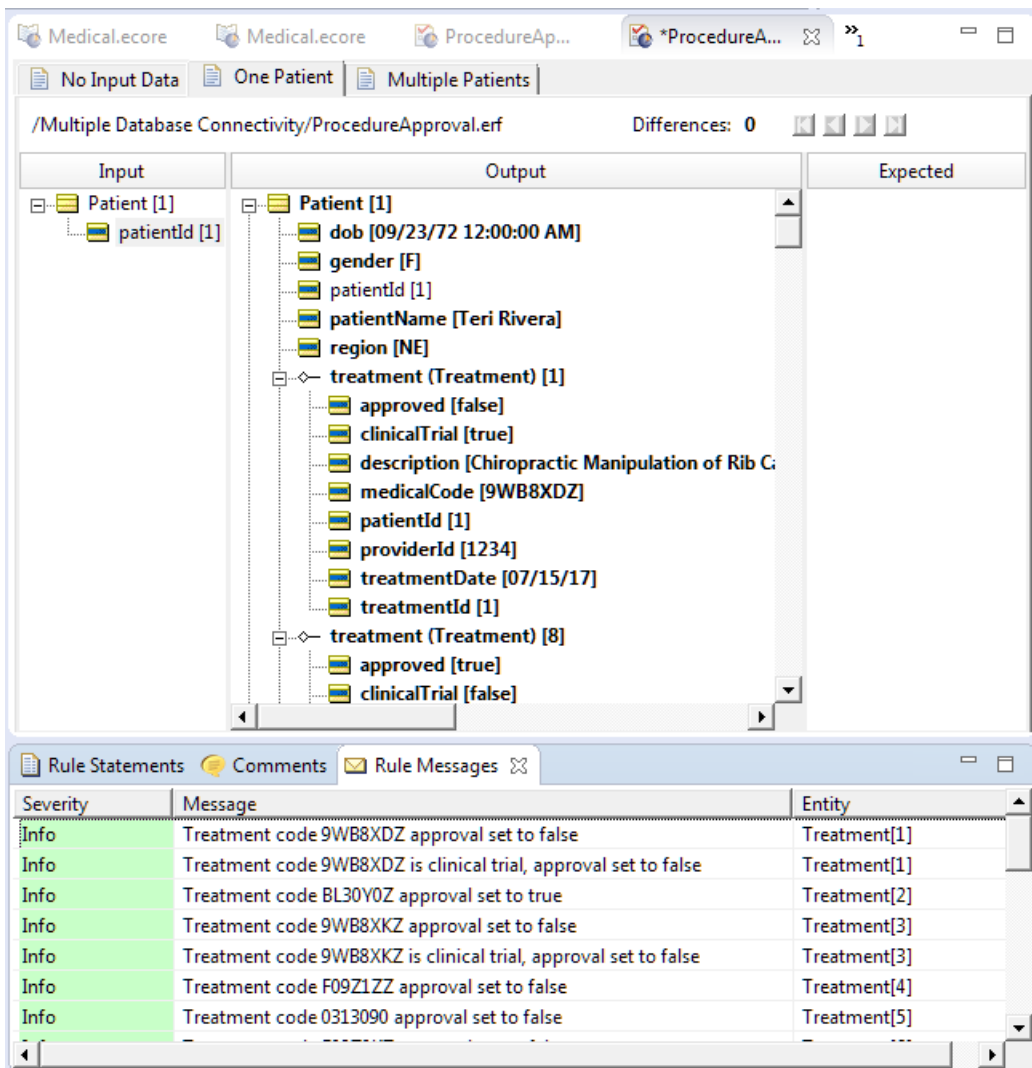 Medical.ecore Medical.ecore ProcedureAp... *ProcedureA... »1
No Input Data One Patient Multiple Patients
/Multiple Database Connectivity/ProcedureApproval.erf Differences: 0
Input Output Expected
Patient [1] Patient [1]
patientId [1] dob [09/23/72 12:00:00 AM]
gender [F]
patientId [1]
patientName [Teri Rivera]
region [NE]
treatment (Treatment) [1]
approved [false]
clinicalTrial [true]
description [Chiropractic Manipulation of Rib
medicalCode [9WB8XDZ]
patientId [1]
providerId [1234]
treatmentDate [07/15/17]
treatmentId [1]
treatment (Treatment) [8]
approved [true]
clinicalTrial [false]
Rule Statements Comments Rule Messages
Severity Message Entity
Info Treatment code 9WB8XDZ approval set to false Treatment[1]
Info Treatment code 9WB8XDZ is clinical trial, approval set to false Treatment[1]
Info Treatment code BL30Y0Z approval set to true Treatment[2]
Info Treatment code 9WB8XKZ approval set to false Treatment[3]
Info Treatment code 9WB8XKZ is clinical trial, approval set to false Treatment[3]
Info Treatment code F09Z1ZZ approval set to false Treatment[4]
Info Treatment code 0313090 approval set to false Treatment[5]